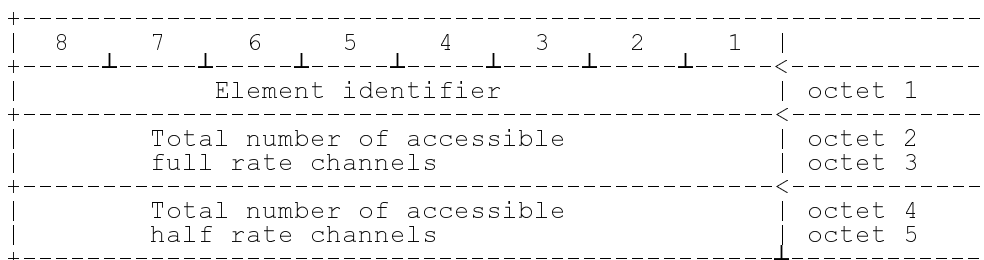 8 7 6 5 4 3 2 1
Element identifier octet 1
Total number of accessible octet 2
full rate channels octet 3
Total number of accessible octet 4
half rate channels octet 5